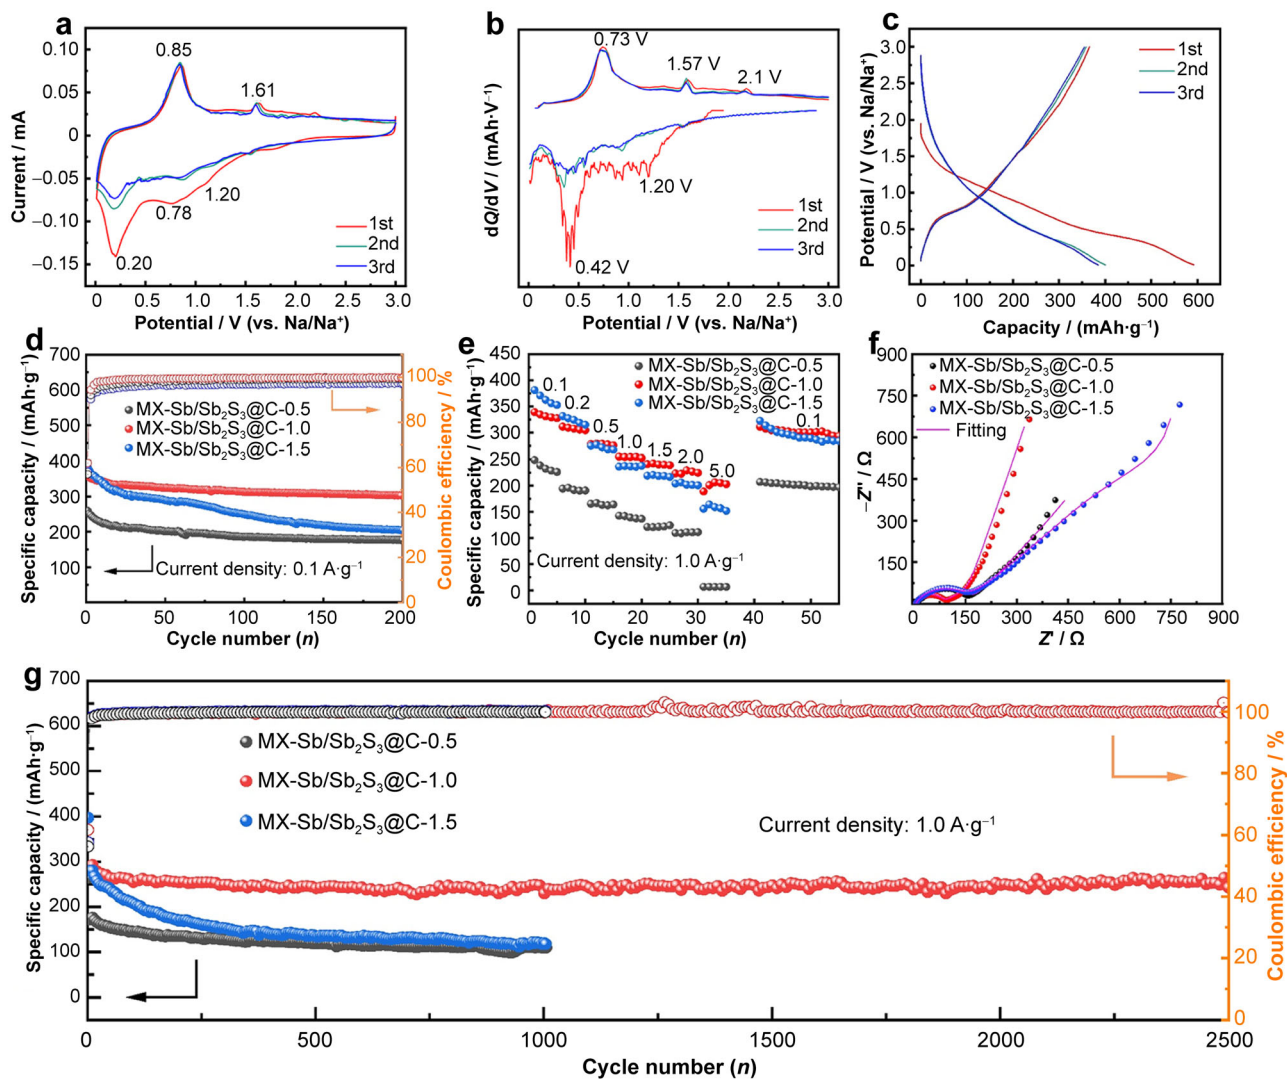 a
0.10
0.05
0
−0.05
−0.10
−0.15
Current / mA
0.85
1.61
1.20
0.78
0.20
1st
2nd
3rd
0.0
0.5
1.0
1.5
2.0
2.5
3.0
Potential / V (vs. Na/Na⁺)
b
dQ/dV / (mAh·V⁻¹)
0.73 V
1.57 V
2.1 V
1.20 V
0.42 V
1st
2nd
3rd
0.0
0.5
1.0
1.5
2.0
2.5
3.0
Potential / V (vs. Na/Na⁺)
c
3.0
2.5
2.0
1.5
1.0
0.5
0
Potential / V (vs. Na/Na⁺)
1st
2nd
3rd
0
100
200
300
400
500
600
Capacity / (mAh·g⁻¹)
d
700
600
500
400
300
200
100
Specific capacity / (mAh·g⁻¹)
MX-Sb/Sb₂S₃@C-0.5
MX-Sb/Sb₂S₃@C-1.0
MX-Sb/Sb₂S₃@C-1.5
Current density: 0.1 A·g⁻¹
100
80
60
40
20
0
Coulombic efficiency / %
0
50
100
150
200
Cycle number (n)
e
450
400
350
300
250
200
150
100
50
0
Specific capacity / (mAh·g⁻¹)
MX-Sb/Sb₂S₃@C-0.5
MX-Sb/Sb₂S₃@C-1.0
MX-Sb/Sb₂S₃@C-1.5
0.1
0.2
0.5
1.0
1.5
2.0
5.0
0.1
Current density: 1.0 A·g⁻¹
0
10
20
30
40
50
Cycle number (n)
f
900
750
600
450
300
150
−Z'' / Ω
MX-Sb/Sb₂S₃@C-0.5
MX-Sb/Sb₂S₃@C-1.0
MX-Sb/Sb₂S₃@C-1.5
Fitting
0
150
300
450
600
750
900
Z' / Ω
g
700
600
500
400
300
200
100
0
Specific capacity / (mAh·g⁻¹)
MX-Sb/Sb₂S₃@C-0.5
MX-Sb/Sb₂S₃@C-1.0
MX-Sb/Sb₂S₃@C-1.5
Current density: 1.0 A·g⁻¹
100
80
60
40
20
0
Coulombic efficiency / %
0
500
1000
1500
2000
2500
Cycle number (n)